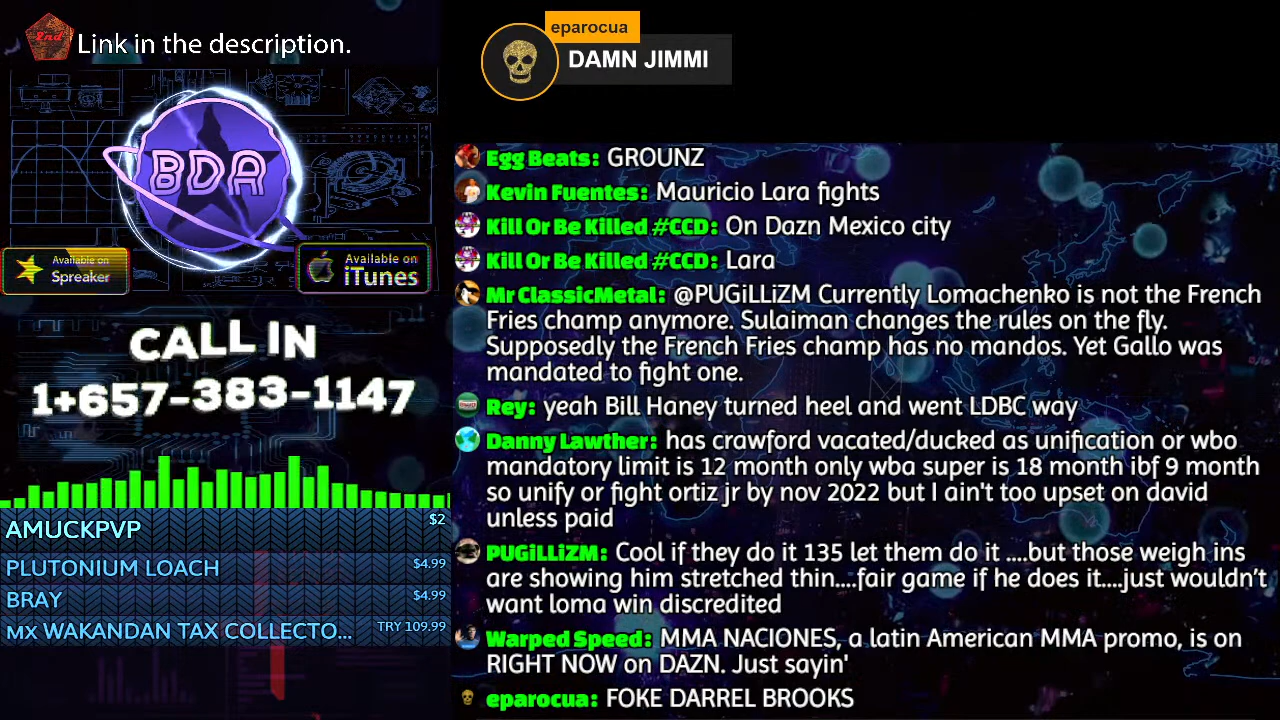 2nd
Link in the description.
eparocua
DAMN JIMMI
BDA
Available on
Spreaker
Available on
iTunes
CALL IN
1+657-383-1147
AMUCKPVP $2
PLUTONIUM LOACH $4.99
BRAY $4.99
MX WAKANDAN TAX COLLECTO... TRY 109.99
Egg Beats: GROUNZ
Kevin Fuentes: Mauricio Lara fights
Kill Or Be Killed #CCD: On Dazn Mexico city
Kill Or Be Killed #CCD: Lara
Mr ClassicMetal: @PUGiLLiZM Currently Lomachenko is not the French
Fries champ anymore. Sulaiman changes the rules on the fly.
Supposedly the French Fries champ has no mandos. Yet Gallo was
mandated to fight one.
Rey: yeah Bill Haney turned heel and went LDBC way
Danny Lawther: has crawford vacated/ducked as unification or wbo
mandatory limit is 12 month only wba super is 18 month ibf 9 month
so unify or fight ortiz jr by nov 2022 but I ain't too upset on david
unless paid
PUGiLLiZM: Cool if they do it 135 let them do it ....but those weigh ins
are showing him stretched thin....fair game if he does it....just wouldn't
want loma win discredited
Warped Speed: MMA NACIONES, a latin American MMA promo, is on
RIGHT NOW on DAZN. Just sayin'
eparocua: FOKE DARREL BROOKS